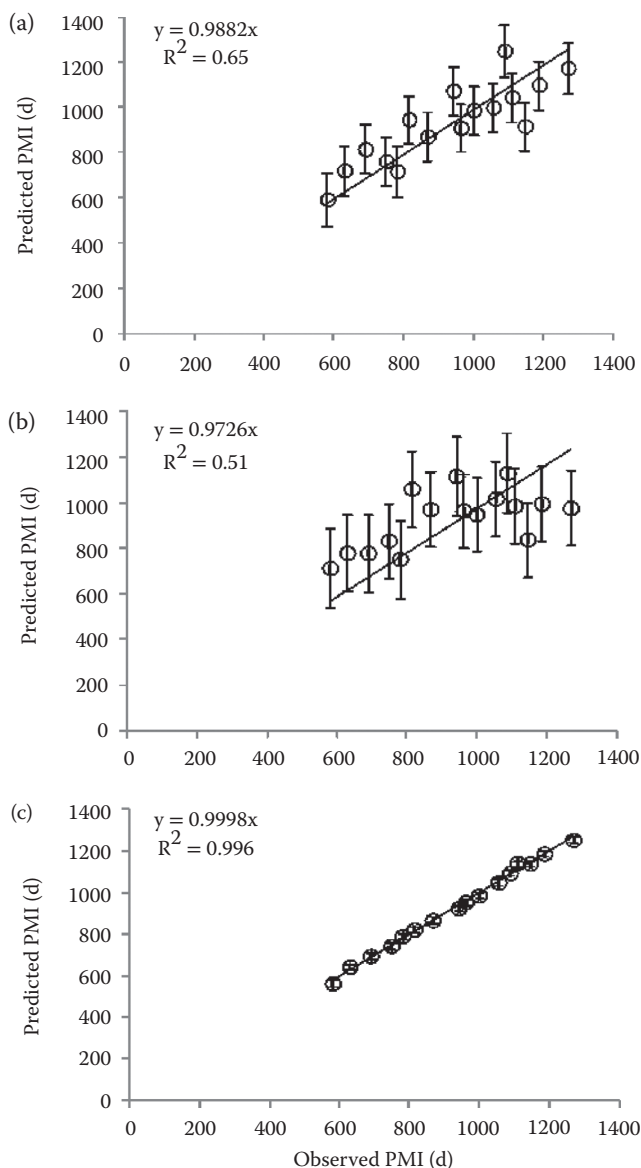 (a)
y = 0.9882x
R² = 0.65
Predicted PMI (d)
1400
1200
1000
800
600
400
200
0
0 200 400 600 800 1000 1200 1400
(b)
y = 0.9726x
R² = 0.51
Predicted PMI (d)
1400
1200
1000
800
600
400
200
0
0 200 400 600 800 1000 1200 1400
(c)
y = 0.9998x
R² = 0.996
Predicted PMI (d)
1400
1200
1000
800
600
400
200
0
0 200 400 600 800 1000 1200 1400
Observed PMI (d)